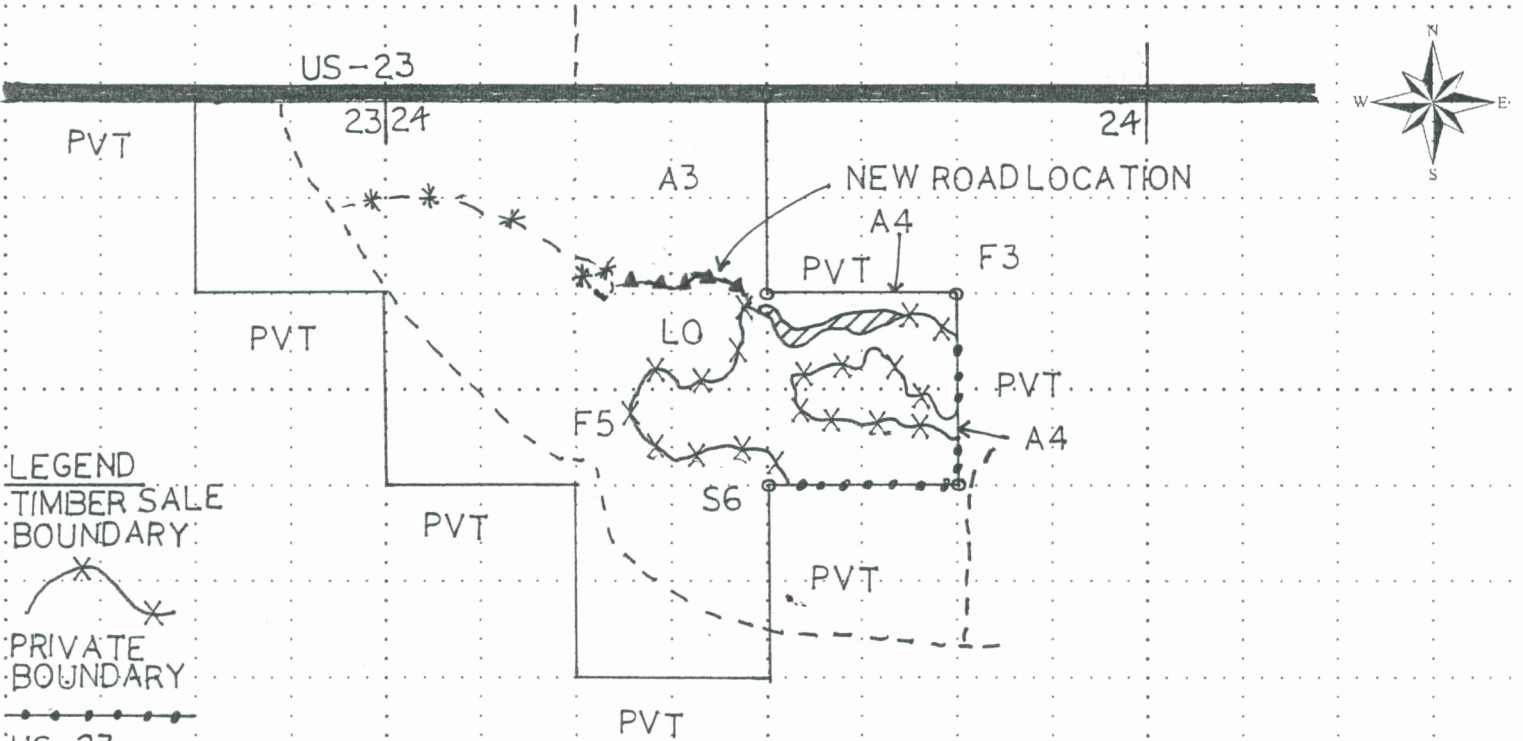 US-23
N
W
E
S
PVT
23 24
24
A3
NEW ROAD LOCATION
A4
PVT
F3
PVT
LO
PVT
F5
A4
LEGEND
TIMBER SALE
BOUNDARY
S6
PVT
PVT
PRIVATE
BOUNDARY
PVT